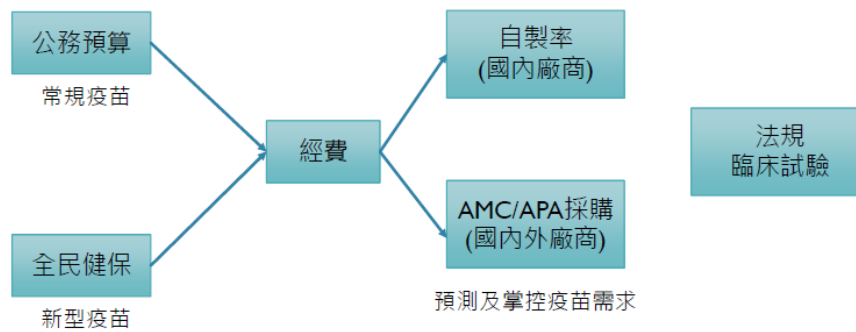 公務預算
常規疫苗
全民健保
新型疫苗
經費
自製率
(國內廠商)
AMC/APA採購
(國內外廠商)
預測及掌控疫苗需求
法規
臨床試驗